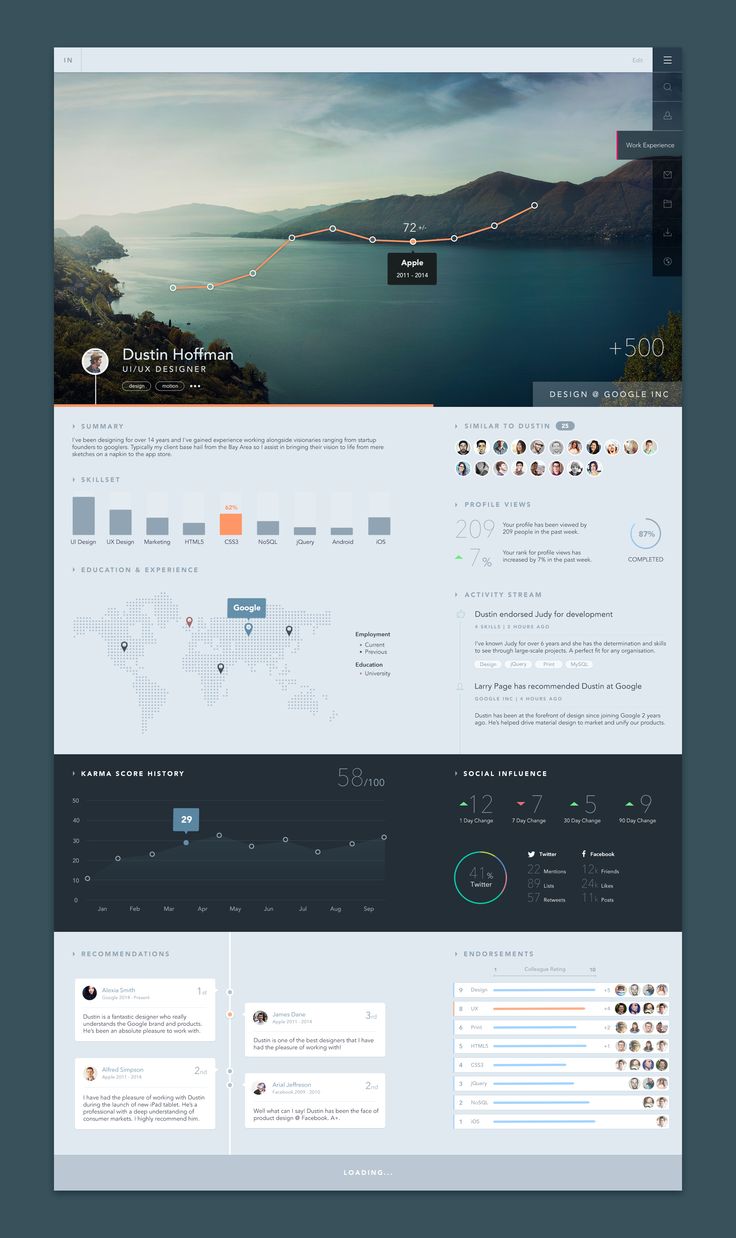 IN
Edit
Work Experience
72 +/-
Apple
2011 - 2014
Dustin Hoffman
UI/UX DESIGNER
design
motion
+500
DESIGN @ GOOGLE INC
SUMMARY
I've been designing for over 14 years and I've gained experience working alongside visionaries ranging from startup
founders to googlers. Typically my client base hail from the Bay Area so I assist in bringing their vision to life from mere
sketches on a napkin to the app store.
SKILLSET
62%
UI Design
UX Design
Marketing
HTML5
CSS3
NoSQL
jQuery
Android
iOS
EDUCATION & EXPERIENCE
Google
Employment
Current
Previous
Education
University
SIMILAR TO DUSTIN 25
PROFILE VIEWS
209
Your profile has been viewed by
209 people in the past week.
7%
Your rank for profile views has
increased by 7% in the past week.
87%
COMPLETED
ACTIVITY STREAM
Dustin endorsed Judy for development
4 SKILLS | 3 HOURS AGO
I've known Judy for over 6 years and she has the determination and skills
to see through large-scale projects. A perfect fit for any organisation.
Design
jQuery
Print
MySQL
Larry Page has recommended Dustin at Google
GOOGLE INC | 4 HOURS AGO
Dustin has been at the forefront of design since joining Google 2 years
ago. He's helped drive material design to market and unify our products.
KARMA SCORE HISTORY
58/100
50
40
30
20
10
0
29
Jan
Feb
Mar
Apr
May
Jun
Jul
Aug
Sep
SOCIAL INFLUENCE
12
1 Day Change
7
7 Day Change
5
30 Day Change
9
90 Day Change
41%
Twitter
Twitter
22 Mentions
89 Lists
57 Retweets
Facebook
12k Friends
24k Likes
11k Posts
RECOMMENDATIONS
Alexia Smith
Google 2014 - Present
1st
Dustin is a fantastic designer who really
understands the Google brand and products.
He's been an absolute pleasure to work with.
James Dane
Apple 2011 - 2014
3rd
Dustin is one of the best designers that I have
had the pleasure of working with!
Alfred Simpson
Apple 2011 - 2014
2nd
I have had the pleasure of working with Dustin
during the launch of new iPad tablet. He's a
professional with a deep understanding of
consumer markets. I highly recommend him.
Arial Jeffreson
Facebook 2009 - 2010
2nd
Well what can I say! Dustin has been the face of
product design @ Facebook. A+.
ENDORSEMENTS
1 Colleague Rating 10
9 Design +5
8 UX +4
6 Print +2
5 HTML5 +1
4 CSS3
3 jQuery
2 NoSQL
1 iOS
LOADING...